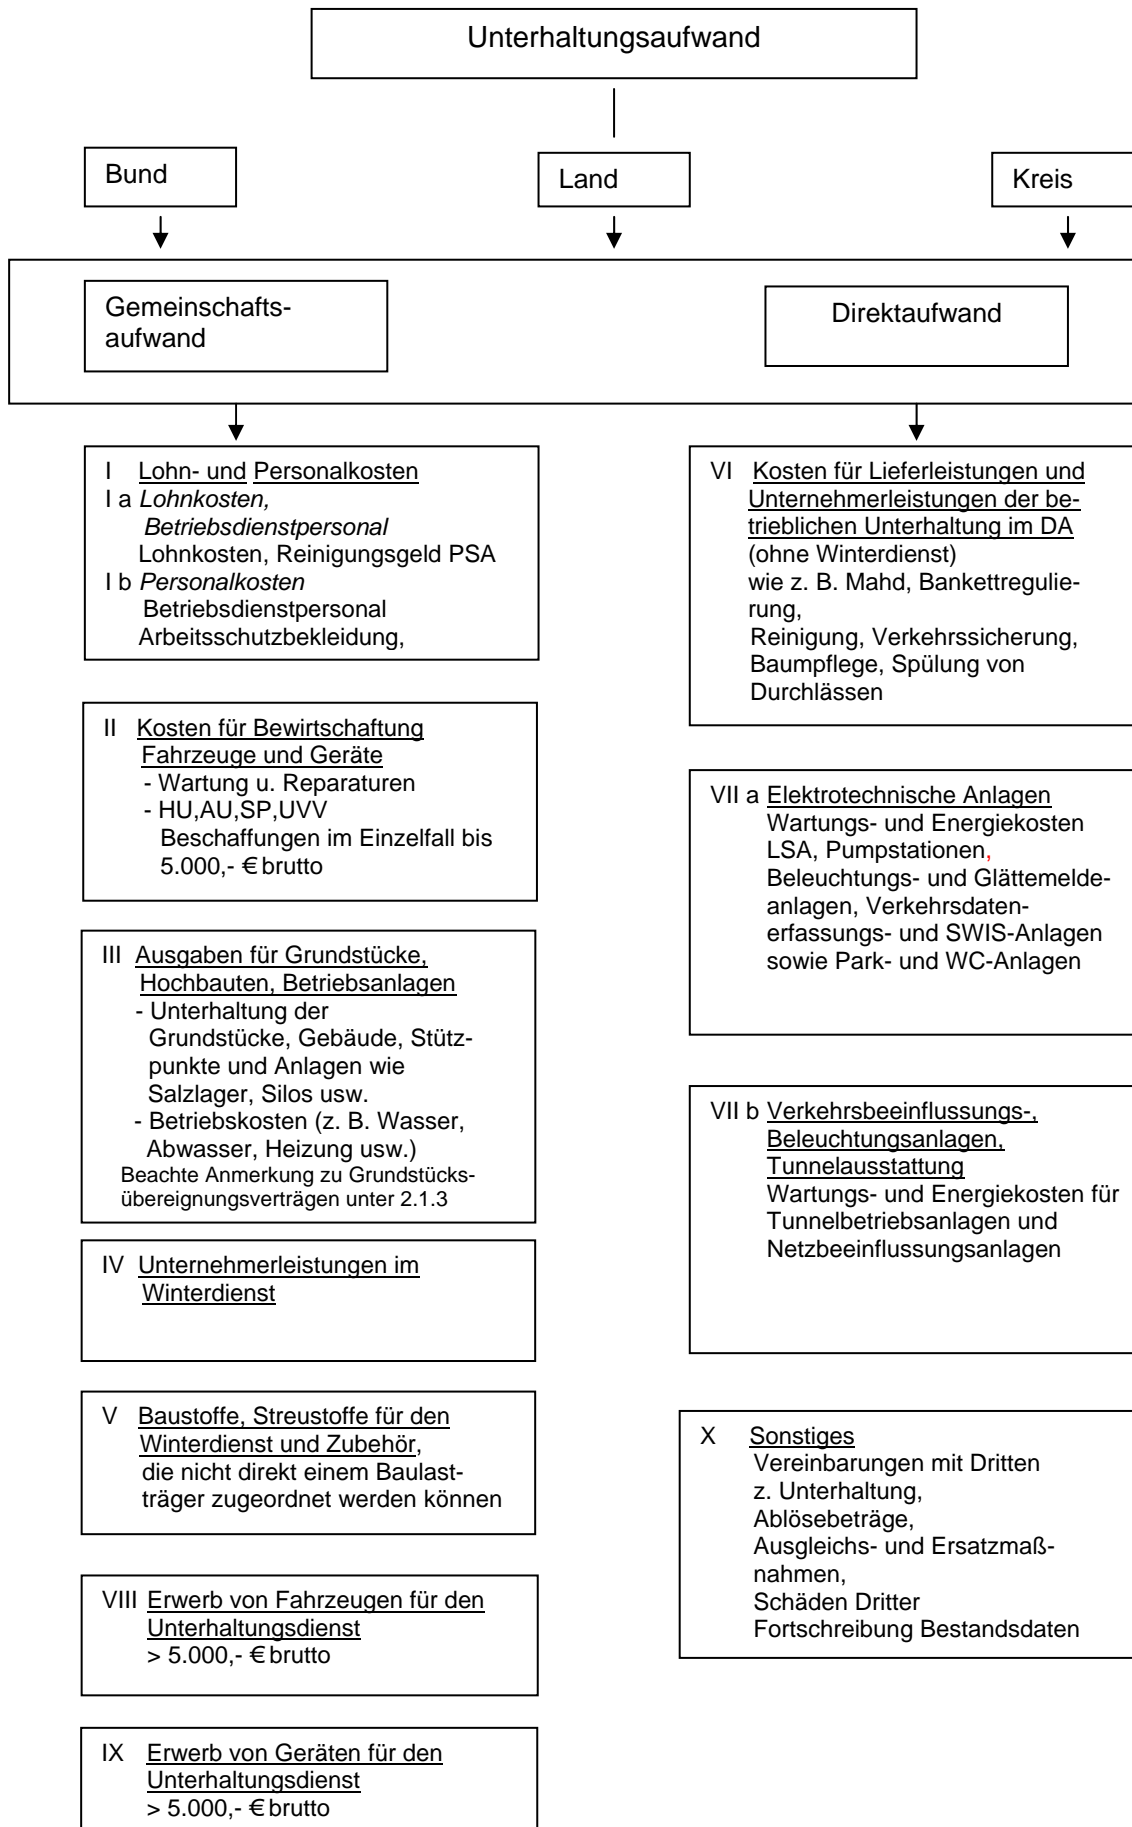 Unterhaltungsaufwand
Bund
Land
Kreis
Gemeinschafts-
aufwand
Direktaufwand
I Lohn- und Personalkosten
I a Lohnkosten,
Betriebsdienstpersonal
Lohnkosten, Reinigungsgeld PSA
I b Personalkosten
Betriebsdienstpersonal
Arbeitsschutzbekleidung,
II Kosten für Bewirtschaftung
Fahrzeuge und Geräte
- Wartung u. Reparaturen
- HU,AU,SP,UVV
Beschaffungen im Einzelfall bis
5.000,- € brutto
III Ausgaben für Grundstücke,
Hochbauten, Betriebsanlagen
- Unterhaltung der
Grundstücke, Gebäude, Stütz-
punkte und Anlagen wie
Salzlager, Silos usw.
- Betriebskosten (z. B. Wasser,
Abwasser, Heizung usw.)
Beachte Anmerkung zu Grundstücks-
übereignungsverträgen unter 2.1.3
IV Unternehmerleistungen im
Winterdienst
V Baustoffe, Streustoffe für den
Winterdienst und Zubehör,
die nicht direkt einem Baulast-
träger zugeordnet werden können
VIII Erwerb von Fahrzeugen für den
Unterhaltungsdienst
> 5.000,- € brutto
IX Erwerb von Geräten für den
Unterhaltungsdienst
> 5.000,- € brutto
VI Kosten für Lieferleistungen und
Unternehmerleistungen der be-
trieblichen Unterhaltung im DA
(ohne Winterdienst)
wie z. B. Mahd, Bankettregulie-
rung,
Reinigung, Verkehrssicherung,
Baumpflege, Spülung von
Durchlässen
VII a Elektrotechnische Anlagen
Wartungs- und Energiekosten
LSA, Pumpstationen,
Beleuchtungs- und Glättemelde-
anlagen, Verkehrsdaten-
erfassungs- und SWIS-Anlagen
sowie Park- und WC-Anlagen
VII b Verkehrsbeeinflussungs-,
Beleuchtungsanlagen,
Tunnelausstattung
Wartungs- und Energiekosten für
Tunnelbetriebsanlagen und
Netzbeeinflussungsanlagen
X Sonstiges
Vereinbarungen mit Dritten
z. Unterhaltung,
Ablösebeträge,
Ausgleichs- und Ersatzmaß-
nahmen,
Schäden Dritter
Fortschreibung Bestandsdaten